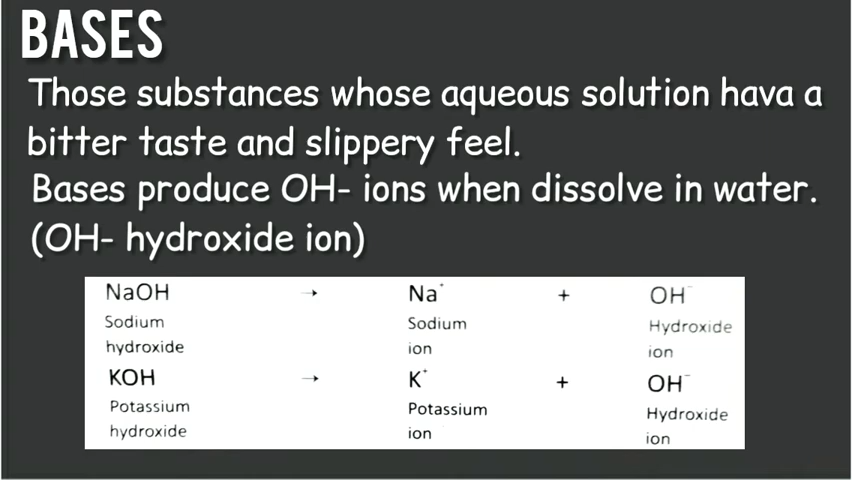 BASES
Those substances whose aqueous solution hava a
bitter taste and slippery feel.
Bases produce OH- ions when dissolve in water.
(OH- hydroxide ion)
NaOH → Na⁺ + OH⁻
Sodium Sodium Hydroxide
hydroxide ion ion
KOH → K⁺ + OH⁻
Potassium Potassium Hydroxide
hydroxide ion ion